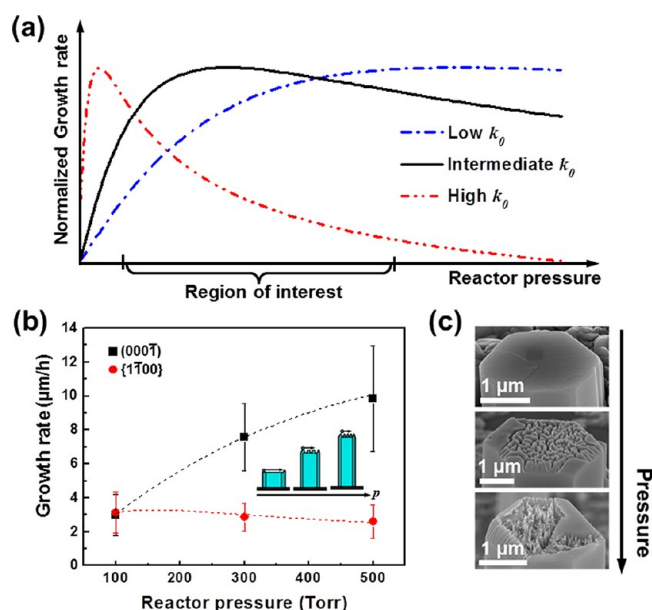 (a)
Normalized Growth rate
Low k₀
Intermediate k₀
High k₀
Reactor pressure
Region of interest
(b)
14
12
10
8
6
4
2
0
Growth rate (µm/h)
(0001̄)
{11̄00}
p
100 200 300 400 500
Reactor pressure (Torr)
(c)
1 µm
1 µm
1 µm
Pressure